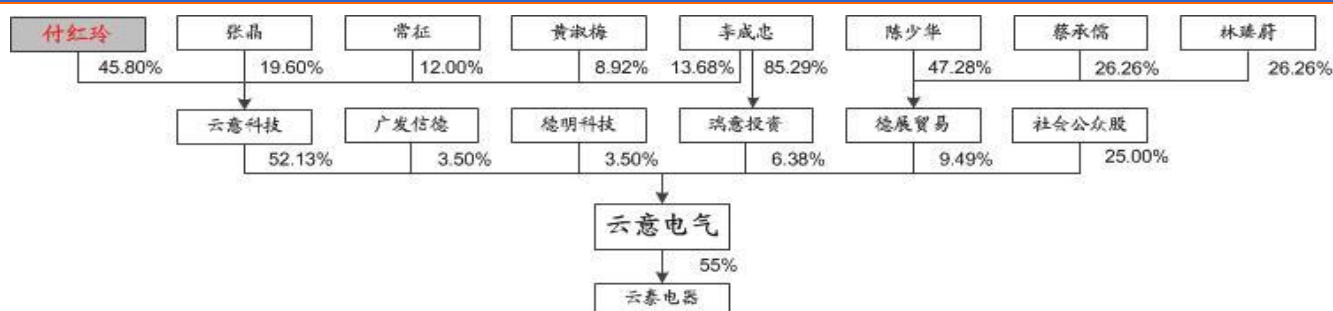 付红玲 张晶 常征 黄淑梅 李成忠 陈少华 蔡承儒 林臻蔚
45.80% 19.60% 12.00% 8.92% 13.68% 85.29% 47.28% 26.26% 26.26%
云意科技 广发信德 德明科技 瑞意投资 德展贸易 社会公众股
52.13% 3.50% 3.50% 6.38% 9.49% 25.00%
云意电气
55%
云泰电器